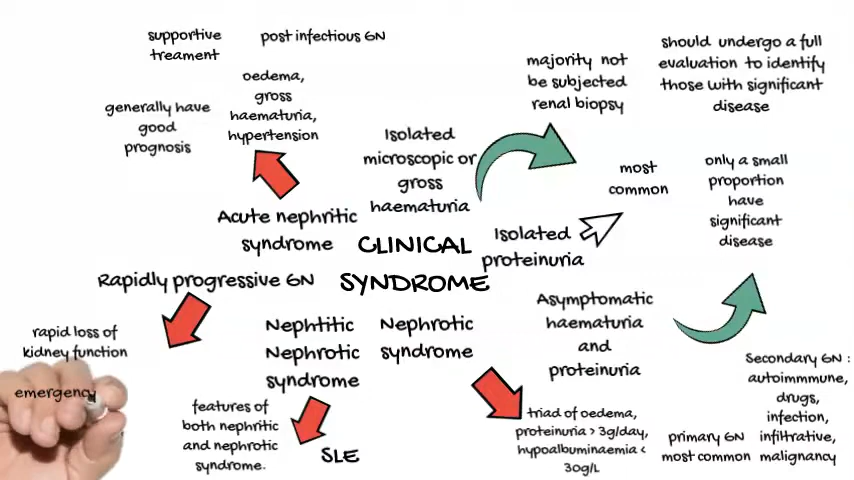 supportive
treament
post infectious GN
oedema,
gross
haematuria,
hypertension
generally have
good
prognosis
Acute nephritic
syndrome
Isolated
microscopic or
gross
haematuria
majority not
be subjected
renal biopsy
should undergo a full
evaluation to identify
those with significant
disease
most
common
only a small
proportion
have
significant
disease
Isolated
proteinuria
CLINICAL
SYNDROME
Rapidly progressive GN
rapid loss of
kidney function
emergency
Nephtitic
Nephrotic
syndrome
Nephrotic
syndrome
Asymptomatic
haematuria
and
proteinuria
features of
both nephritic
and nephrotic
syndrome.
SLE
triad of oedema,
proteinuria > 3g/day,
hypoalbuminaemia <
30g/L
primary GN
most common
Secondary GN :
autoimmmune,
drugs,
infection,
infiltrative,
malignancy